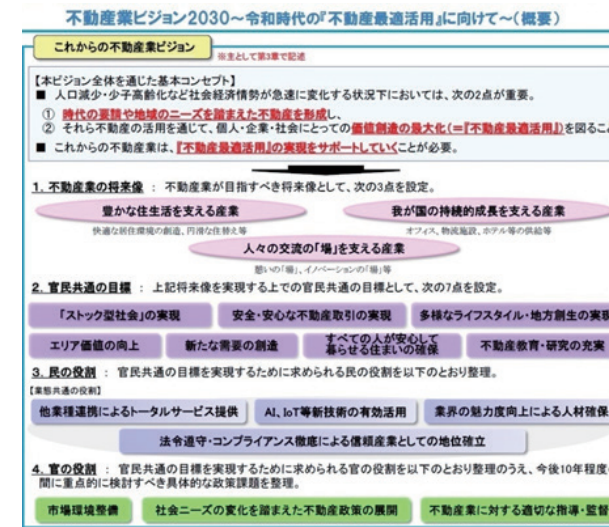 不動産業ビジョン2030～令和時代の『不動産最適活用』に向けて～(概要)
これからの不動産業ビジョン
※主として第3章で記述
【本ビジョン全体を通じた基本コンセプト】
■ 人口減少・少子高齢化など社会経済情勢が急速に変化する状況下においては、次の2点が重要。
① 時代の要請や地域のニーズを踏まえた不動産を形成し、
② それら不動産の活用を通じて、個人・企業・社会にとっての価値創造の最大化(=『不動産最適活用』)を図るこ
■ これからの不動産業は、『不動産最適活用』の実現をサポートしていくことが必要。
1. 不動産業の将来像 : 不動産業が目指すべき将来像として、次の3点を設定。
豊かな住生活を支える産業
我が国の持続的成長を支える産業
快適な居住環境の創造、円滑な住替え等
オフィス、物流施設、ホテル等の供給等
人々の交流の「場」を支える産業
憩いの「場」、イノベーションの「場」等
2. 官民共通の目標 : 上記将来像を実現する上での官民共通の目標として、次の7点を設定。
「ストック型社会」の実現
安全・安心な不動産取引の実現
多様なライフスタイル・地方創生の実現
エリア価値の向上
新たな需要の創造
すべての人が安心して
暮らせる住まいの確保
不動産教育・研究の充実
3. 民の役割 : 官民共通の目標を実現するために求められる民の役割を以下のとおり整理。
【業態共通の役割】
他業種連携によるトータルサービス提供
AI、IoT等新技術の有効活用
業界の魅力度向上による人材確保
法令遵守・コンプライアンス徹底による信頼産業としての地位確立
4. 官の役割 : 官民共通の目標を実現するために求められる官の役割を以下のとおり整理のうえ、今後10年程度
間に重点的に検討すべき具体的な政策課題を整理。
市場環境整備
社会ニーズの変化を踏まえた不動産政策の展開
不動産業に対する適切な指導・監督